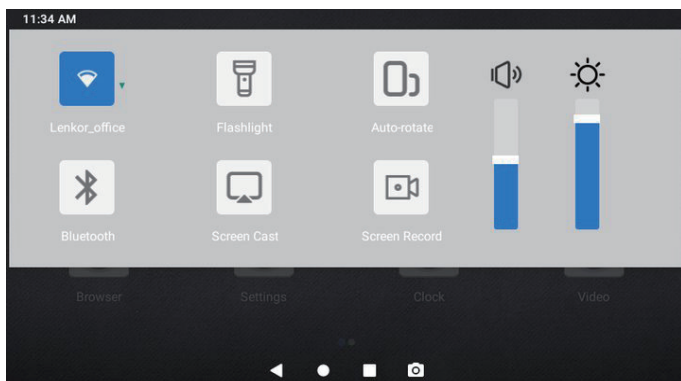 11:34 AM
Lenkor_office
Flashlight
Auto-rotate
Bluetooth
Screen Cast
Screen Record
Browser
Settings
Clock
Video